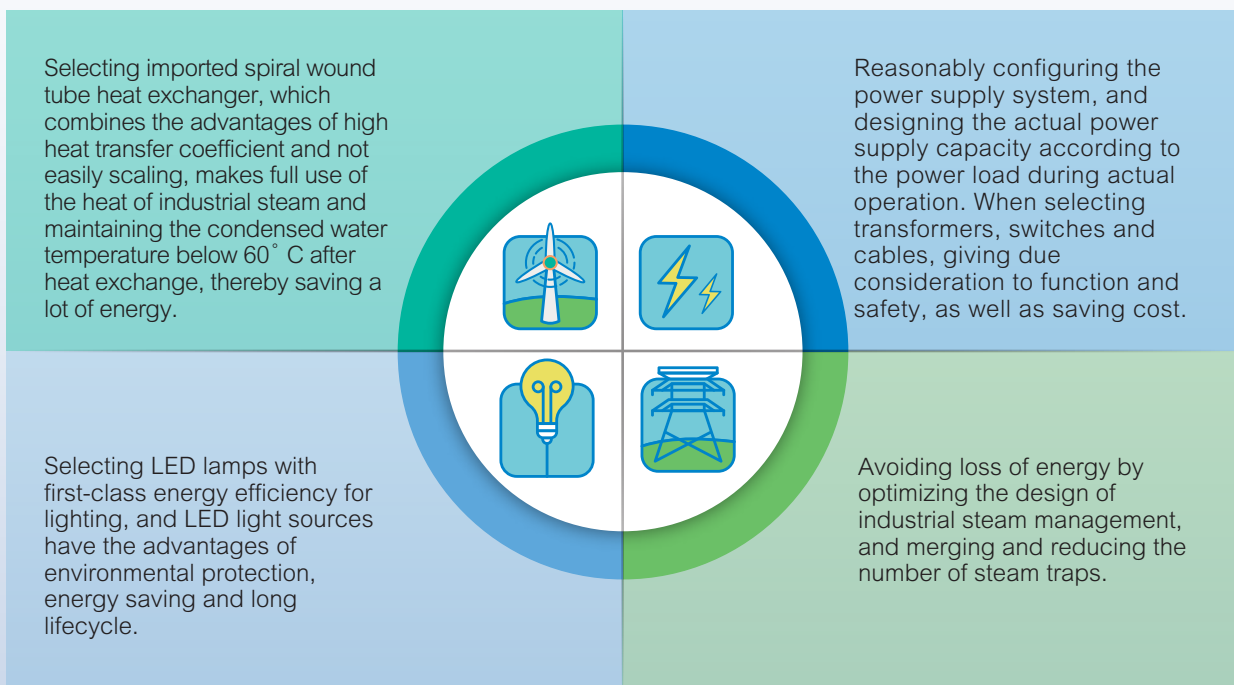 Selecting imported spiral wound
tube heat exchanger, which
combines the advantages of high
heat transfer coefficient and not
easily scaling, makes full use of
the heat of industrial steam and
maintaining the condensed water
temperature below 60° C after
heat exchange, thereby saving a
lot of energy.
Reasonably configuring the
power supply system, and
designing the actual power
supply capacity according to
the power load during actual
operation. When selecting
transformers, switches and
cables, giving due
consideration to function and
safety, as well as saving cost.
Selecting LED lamps with
first-class energy efficiency for
lighting, and LED light sources
have the advantages of
environmental protection,
energy saving and long
lifecycle.
Avoiding loss of energy by
optimizing the design of
industrial steam management,
and merging and reducing the
number of steam traps.